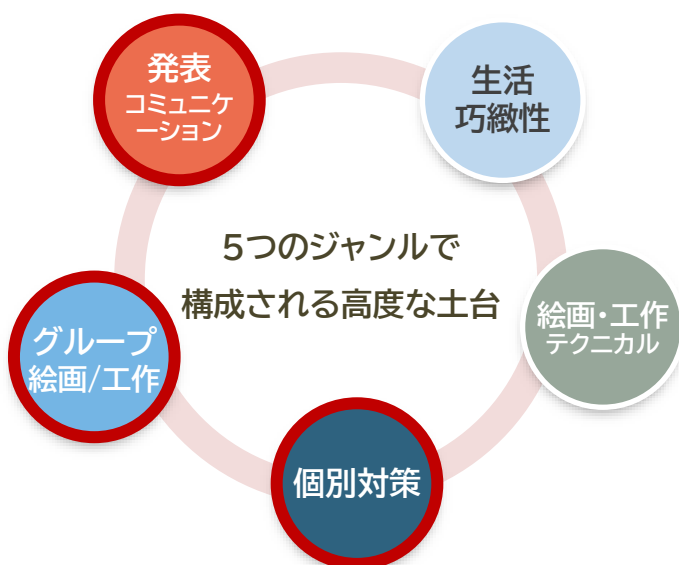 発表
コミュニケ
ーション
生活
巧緻性
5つのジャンルで
構成される高度な土台
絵画・工作
テクニカル
グループ
絵画/工作
個別対策